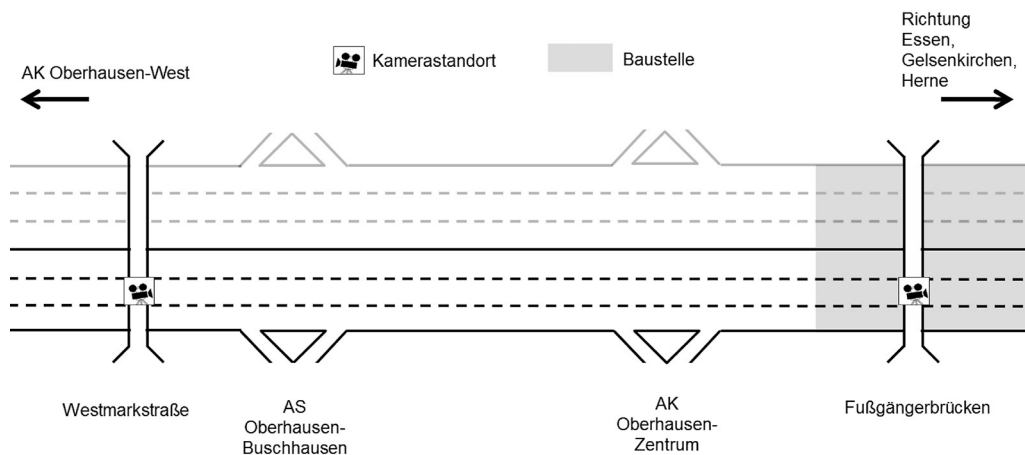 Richtung
Essen,
Gelsenkirchen,
Herne
AK Oberhausen-West
Kamerastandort
Baustelle
Westmarkstraße
AS
Oberhausen-
Buschhausen
AK
Oberhausen-
Zentrum
Fußgängerbrücken